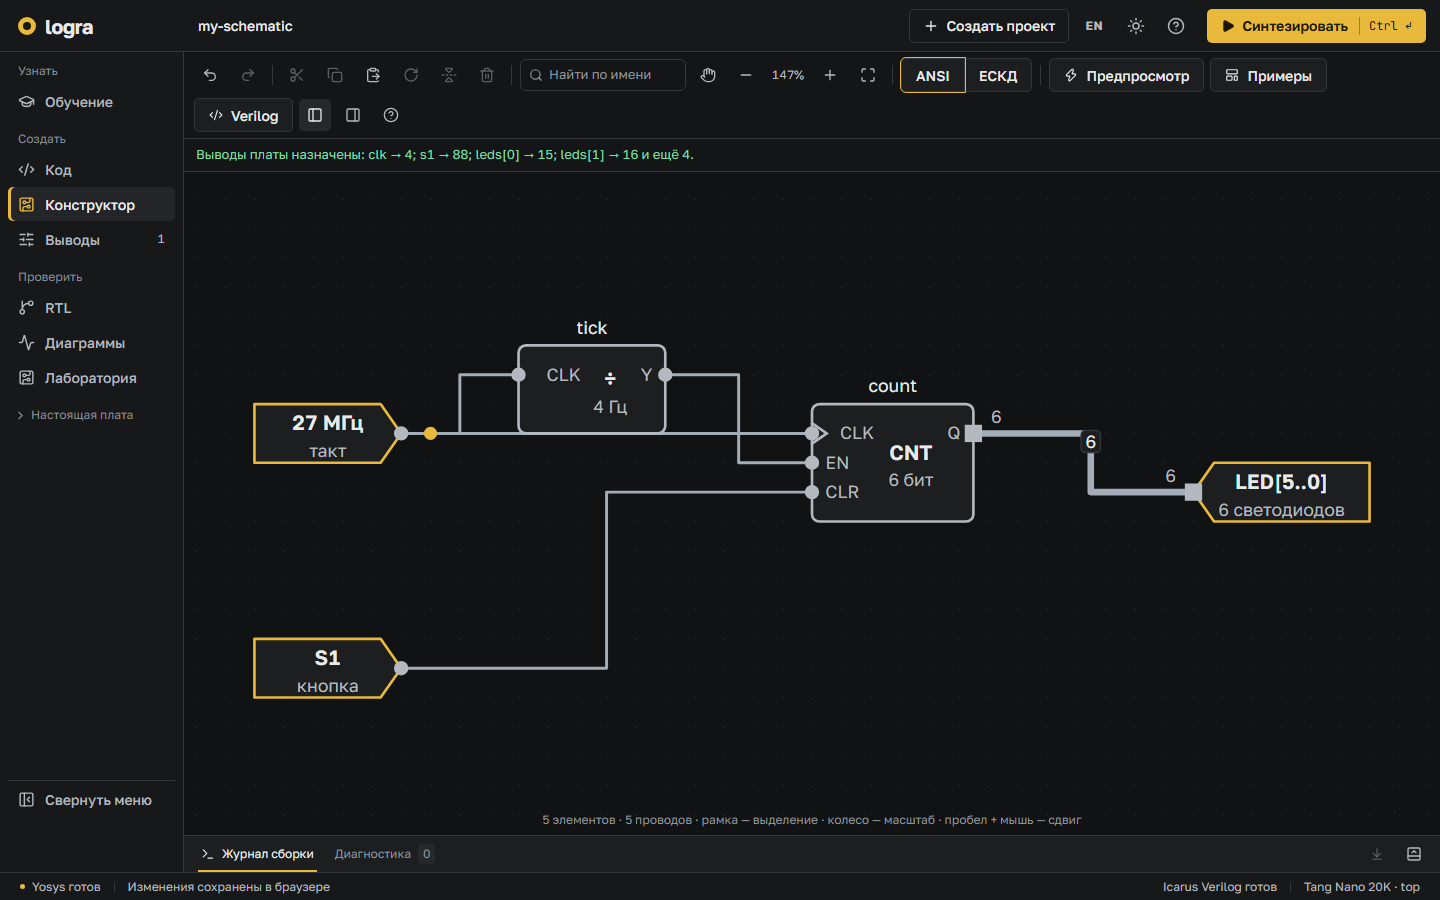 logra
my-schematic
Создать проект
EN
Синтезировать
Ctrl ↵
Узнать
Обучение
Создать
Код
Конструктор
Выводы
1
Проверить
RTL
Диаграммы
Лаборатория
Настоящая плата
Свернуть меню
Найти по имени
147%
ANSI
ЕСКД
Предпросмотр
Примеры
Verilog
Выводы платы назначены: clk → 4; s1 → 88; leds[0] → 15; leds[1] → 16 и ещё 4.
tick
CLK ÷ Y
4 Гц
27 МГц
такт
count
CLK Q
EN
CLR
CNT
6 бит
6
6
6
LED[5..0]
6 светодиодов
S1
кнопка
5 элементов · 5 проводов · рамка — выделение · колесо — масштаб · пробел + мышь — сдвиг
Журнал сборки
Диагностика 0
Yosys готов
Изменения сохранены в браузере
Icarus Verilog готов
Tang Nano 20K · top